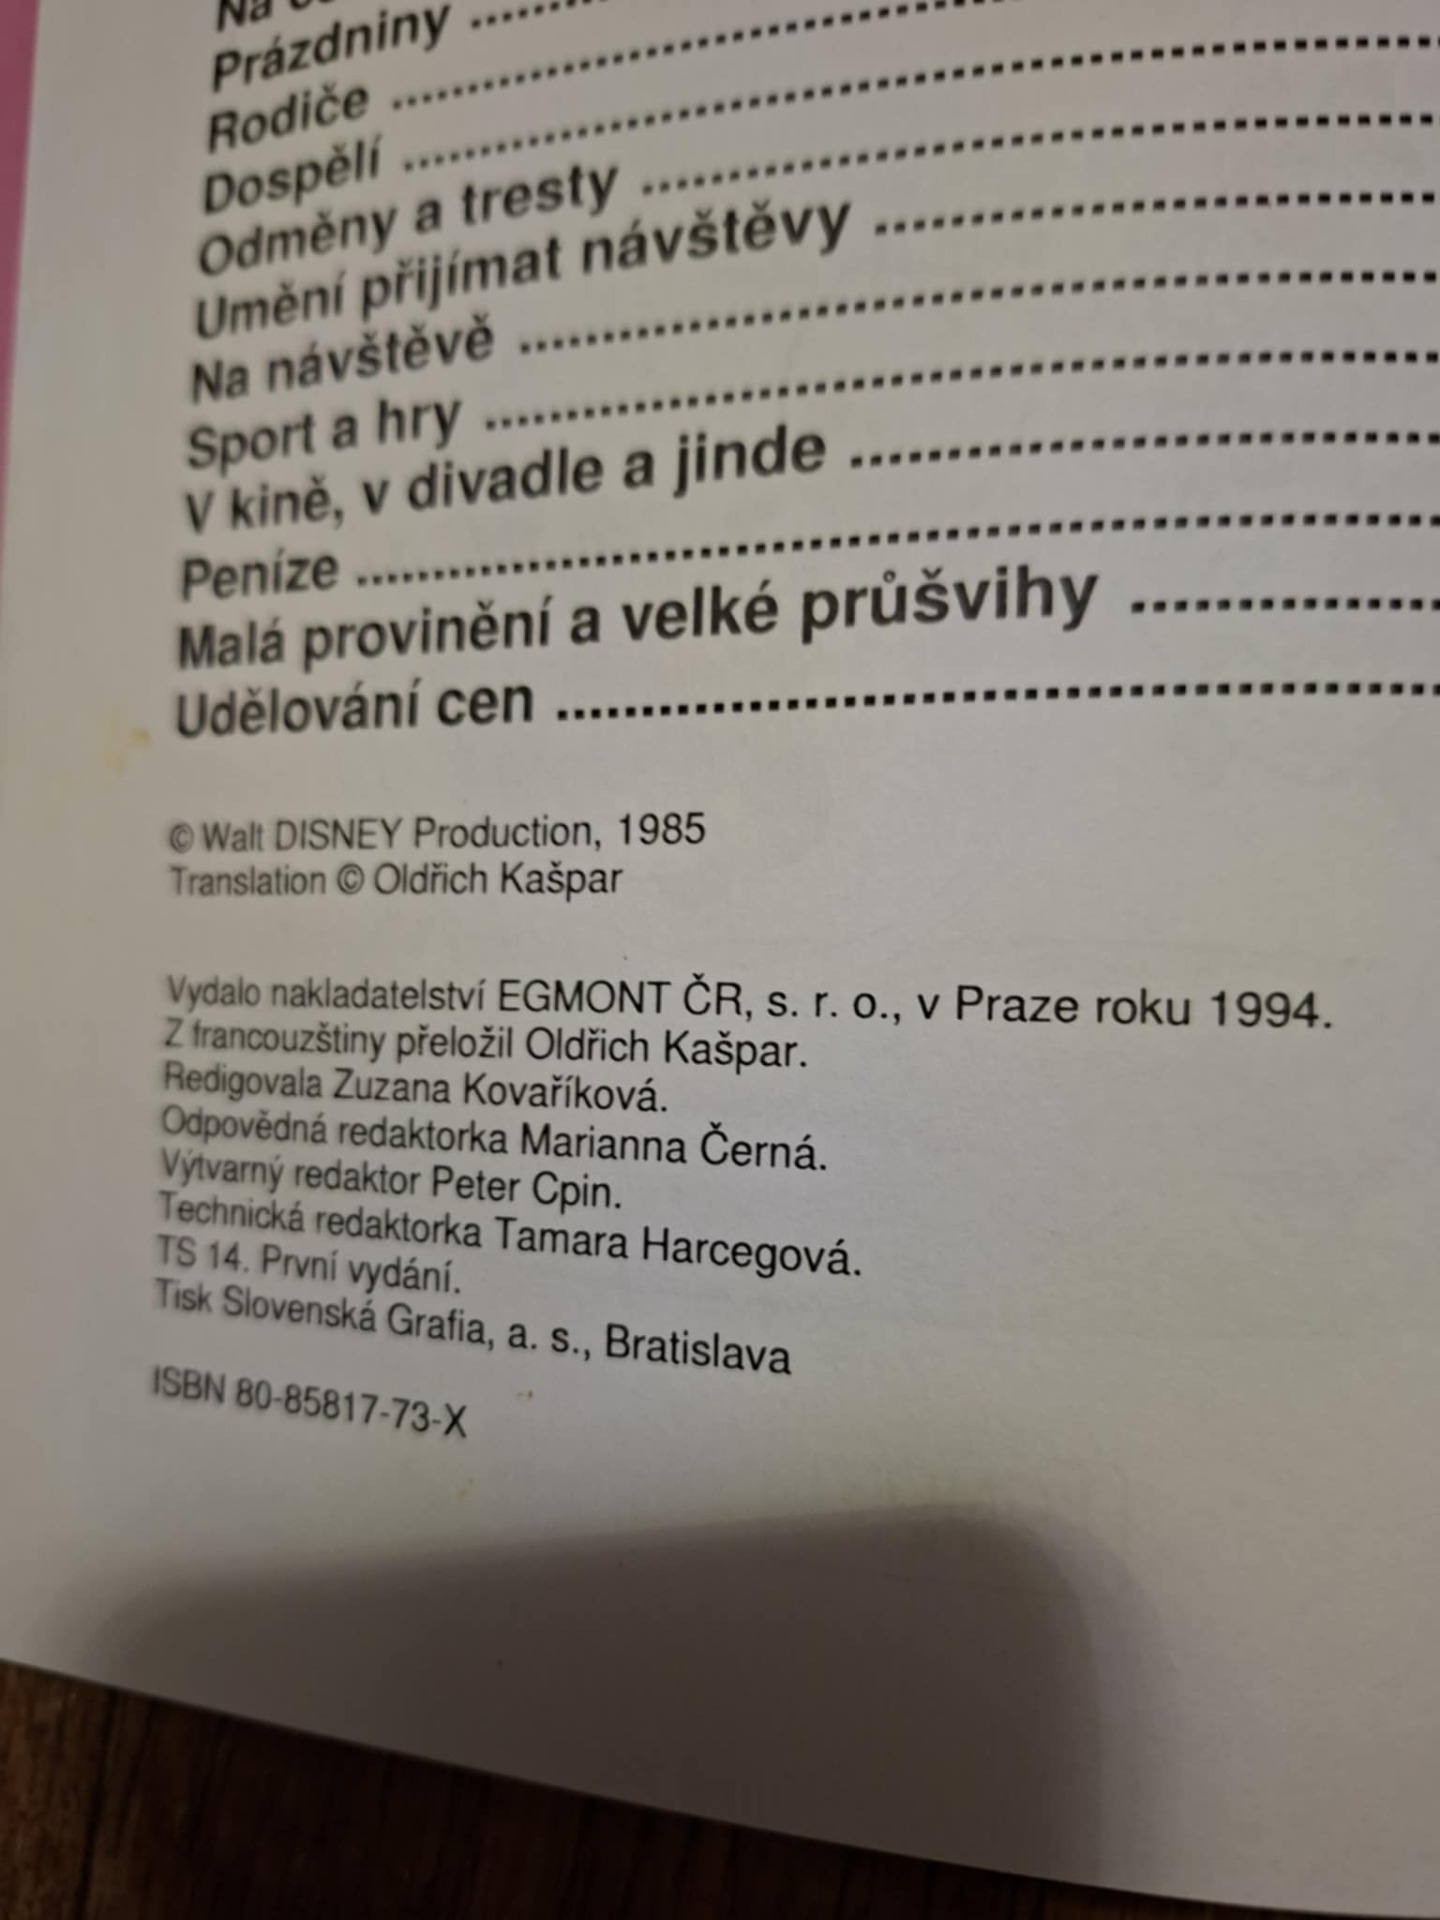 Na
Prázdniny
Rodiče
Dospělí
Odměny a tresty
Umění přijímat návštěvy
Na návštěvě
Sport a hry
V kině, v divadle a jinde
Peníze
Malá provinění a velké průšvihy
Udělování cen
© Walt DISNEY Production, 1985
Translation © Oldřich Kašpar
Vydalo nakladatelství EGMONT ČR, s. r. o., v Praze roku 1994.
Z francouzštiny přeložil Oldřich Kašpar.
Redigovala Zuzana Kovaříková.
Odpovědná redaktorka Marianna Černá.
Výtvarný redaktor Peter Cpin.
Technická redaktorka Tamara Harcegová.
TS 14. První vydání.
Tisk Slovenská Grafia, a. s., Bratislava
ISBN 80-85817-73-X